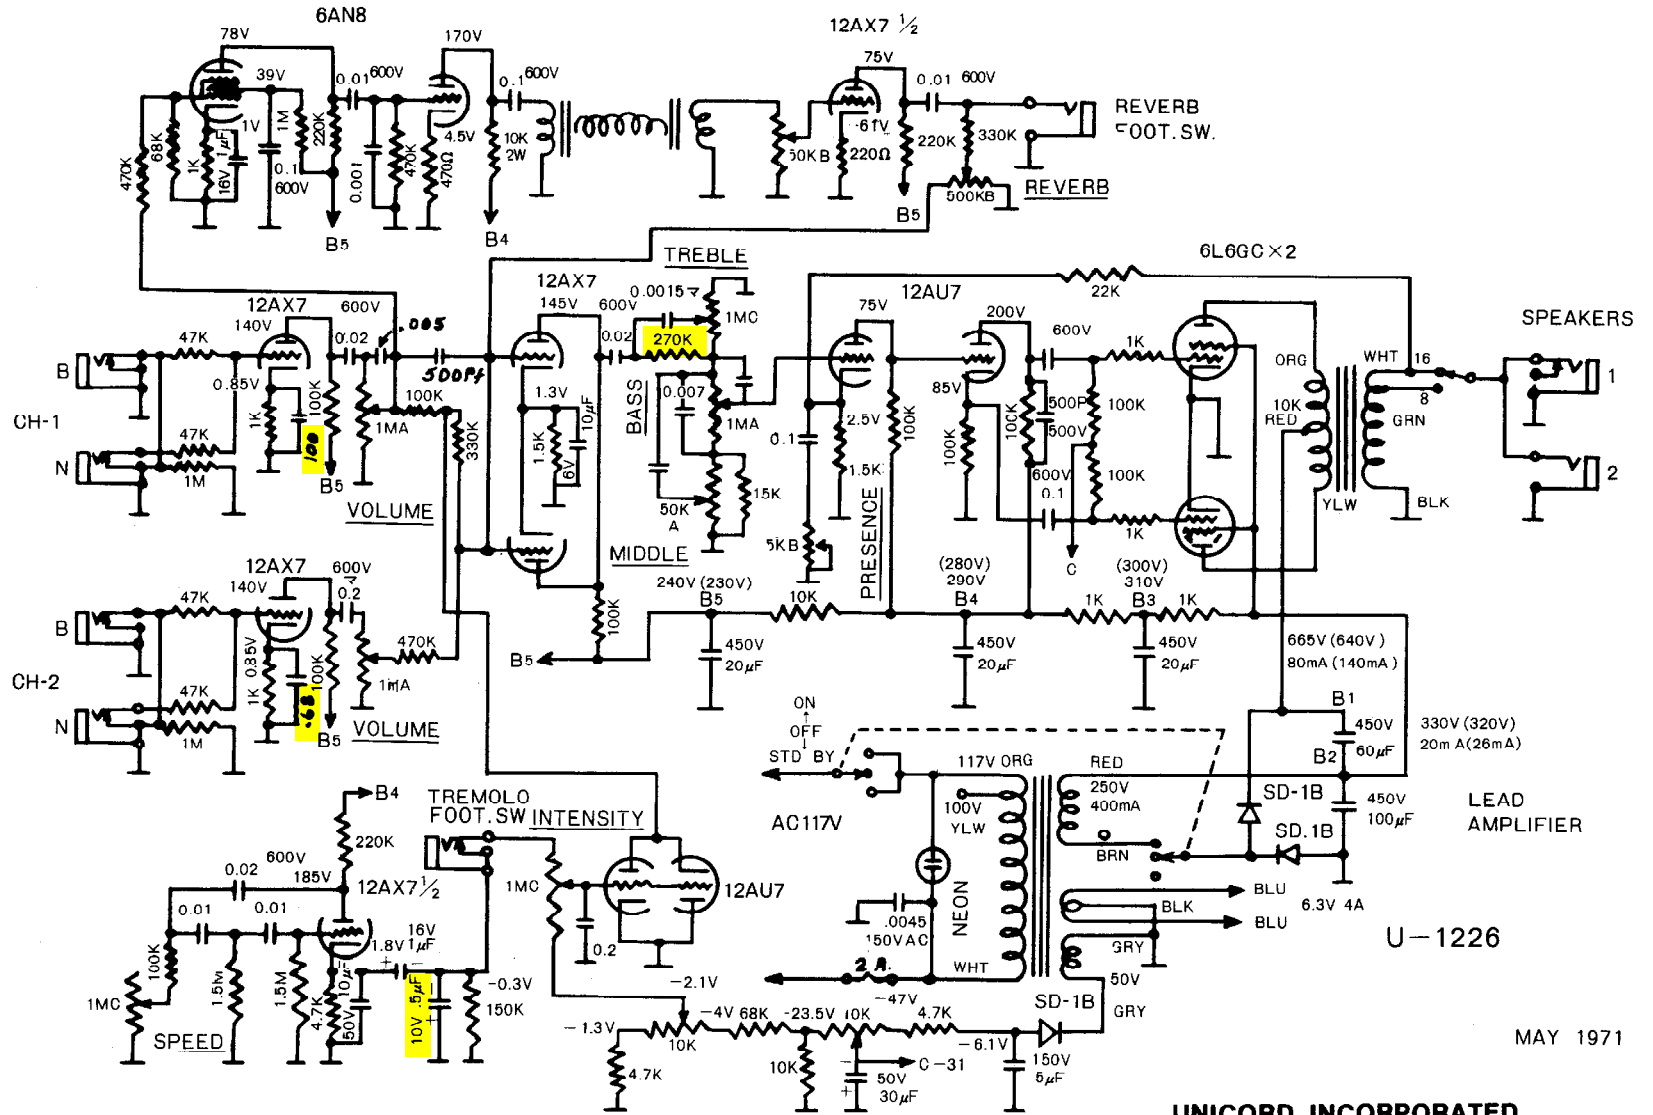 6AN8
12AX7 ½
78V
170V
75V
39V
0.01 600V
0.1 600V
0.01 600V
REVERB
FOOT.SW.
470K
68K
1K
16V 1µF
1V
1M
220K
0.1
600V
0.001
470K
4.5V
470Ω
10K
2W
50KB
220Ω
220K
330K
500KB
REVERB
B5
B4
B5
TREBLE
6L6GC×2
12AX7
12AX7
12AU7
22K
600V
140V
145V
600V
0.0015
1MC
75V
200V
600V
SPEAKERS
47K
0.02
.005
0.02
270K
1K
ORG
WHT
16
B
0.85V
500Pf
1.3V
BASS
0.007
85V
10K
RED
8
GRN
1
CH-1
1K
100K
1MA
100K
330K
1.5K
6V
10µF
1MA
0.1
2.5V
1.5K
100K
100K
100K
500P
500V
600V
0.1
100K
100K
47K
N
1M
100
B5
VOLUME
50K
A
15K
1K
YLW
BLK
2
MIDDLE
5KB
PRESENCE
C
12AX7
140V
600V
0.2
240V (230V)
B5
10K
(280V)
290V
B4
(300V)
310V
1K
B3
1K
47K
B
0.85V
1K
100K
470K
1mA
100K
B5
450V
20µF
450V
20µF
450V
20µF
665V (640V)
80mA (140mA)
CH-2
47K
N
1M
.68
B5
VOLUME
ON
OFF
STD BY
B1
450V
60µF
B2
330V (320V)
20mA (26mA)
B4
TREMOLO
FOOT.SW
INTENSITY
117V
ORG
100V
YLW
AC117V
RED
250V
400mA
SD-1B
450V
100µF
LEAD
AMPLIFIER
SD.1B
BRN
220K
600V
0.02
185V
12AX7½
1MC
12AU7
NEON
BLU
BLK
BLU
6.3V 4A
.0045
150VAC
0.01
0.01
1.8V
16V
1µF
0.2
GRY
U-1226
WHT
50V
2A.
100K
1MC
1.5M
1.5M
4.7K
50V
10V .5µF
-0.3V
150K
-2.1V
-47V
SD-1B
GRY
SPEED
-1.3V
10K
-4V
68K
-23.5V
10K
4.7K
-6.1V
MAY 1971
4.7K
10K
C-31
50V
30µF
150V
5µF
UNICORD INCORPORATED